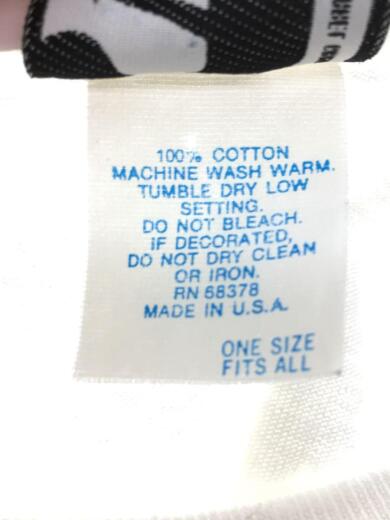 100% COTTON
MACHINE WASH WARM.
TUMBLE DRY LOW
SETTING.
DO NOT BLEACH.
IF DECORATED,
DO NOT DRY CLEAN
OR IRON.
RN 68378
MADE IN U.S.A.
ONE SIZE
FITS ALL